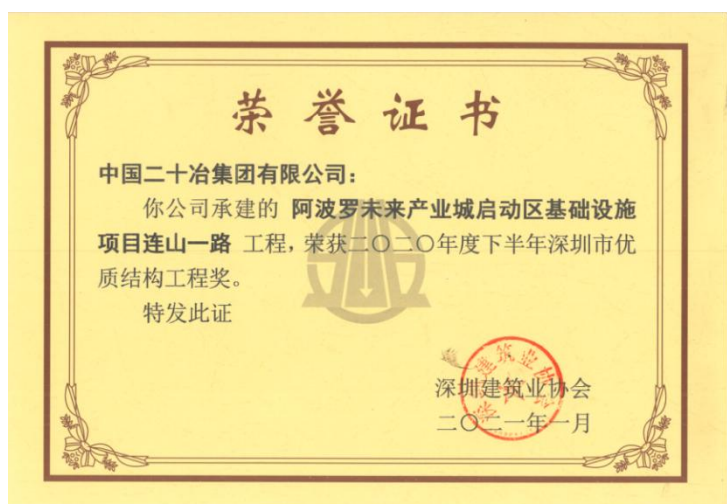 荣誉证书
中国二十冶集团有限公司：
你公司承建的 阿波罗未来产业城启动区基础设施
项目连山一路 工程，荣获二〇二〇年度下半年深圳市优
质结构工程奖。
特发此证
深圳建筑业协会
二〇二一年一月